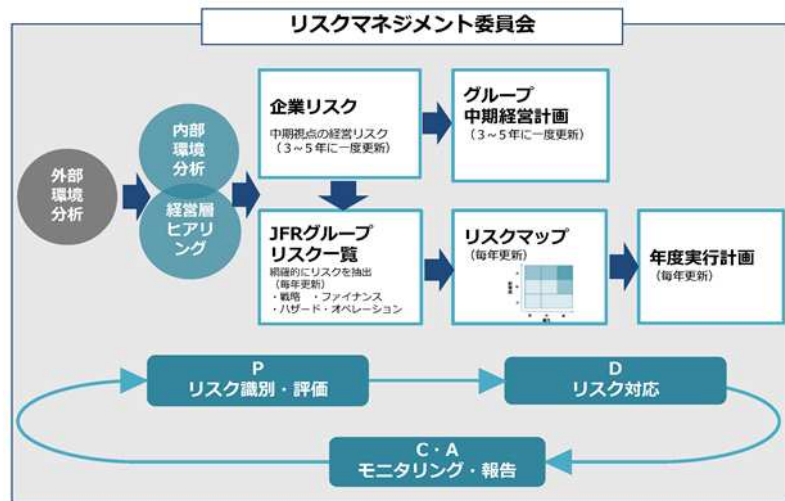 リスクマネジメント委員会
外部
環境
分析
内部
環境
分析
経営層
ヒアリ
ング
企業リスク
中期視点の経営リスク
（３～５年に一度更新）
グループ
中期経営計画
（３～５年に一度更新）
JFRグループ
リスク一覧
網羅的にリスクを抽出
（毎年更新）
・戦略　・ファイナンス
・ハザード・オペレーション
リスクマップ
（毎年更新）
年度実行計画
（毎年更新）
P
リスク識別・評価
D
リスク対応
C・A
モニタリング・報告